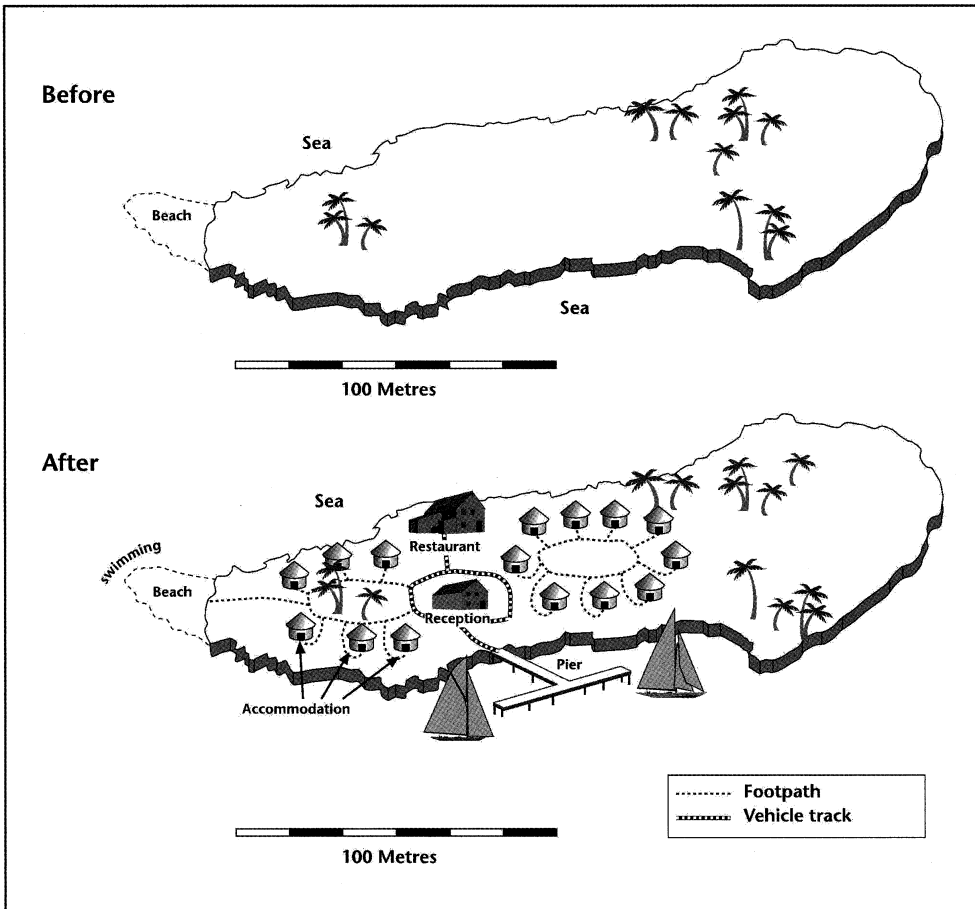 Before
Sea
Beach
Sea
100 Metres
After
Sea
swimming
Restaurant
Beach
Reception
Pier
Accommodation
Footpath
Vehicle track
100 Metres